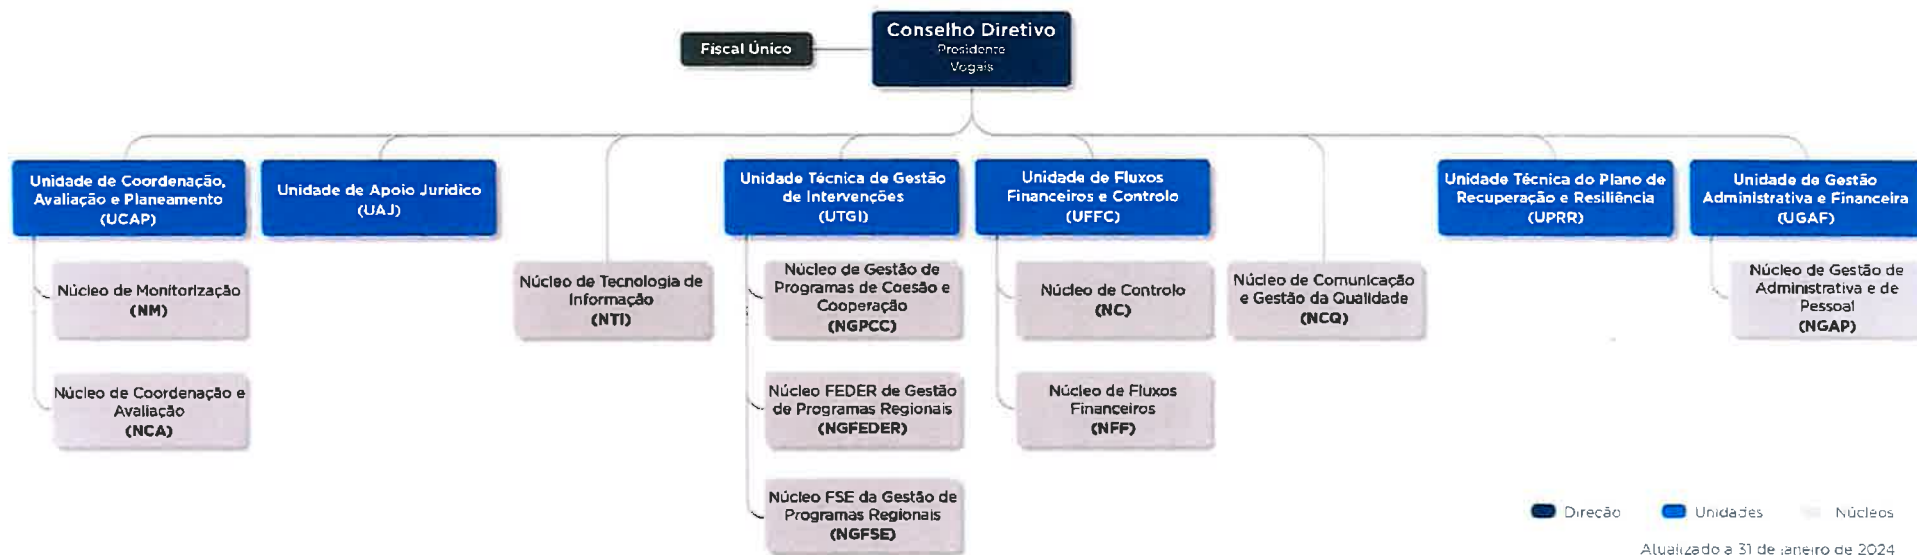 Conselho Diretivo
Presidente
Vogais
Fiscal Único
Unidade de Coordenação,
Avaliação e Planeamento
(UCAP)
Unidade de Apoio Jurídico
(UAJ)
Unidade Técnica de Gestão
de Intervenções
(UTGI)
Unidade de Fluxos
Financeiros e Controlo
(UFFC)
Unidade Técnica do Plano de
Recuperação e Resiliência
(UPRR)
Unidade de Gestão
Administrativa e Financeira
(UGAF)
Núcleo de Monitorização
(NM)
Núcleo de Tecnologia de
Informação
(NTI)
Núcleo de Gestão de
Programas de Coesão e
Cooperação
(NGPCC)
Núcleo de Controlo
(NC)
Núcleo de Comunicação
e Gestão da Qualidade
(NCQ)
Núcleo de Gestão de
Administrativa e de
Pessoal
(NGAP)
Núcleo de Coordenação e
Avaliação
(NCA)
Núcleo FEDER de Gestão
de Programas Regionais
(NGFEDER)
Núcleo de Fluxos
Financeiros
(NFF)
Núcleo FSE da Gestão de
Programas Regionais
(NGFSE)
Direção
Unidades
Núcleos
Atualizado a 31 de janeiro de 2024